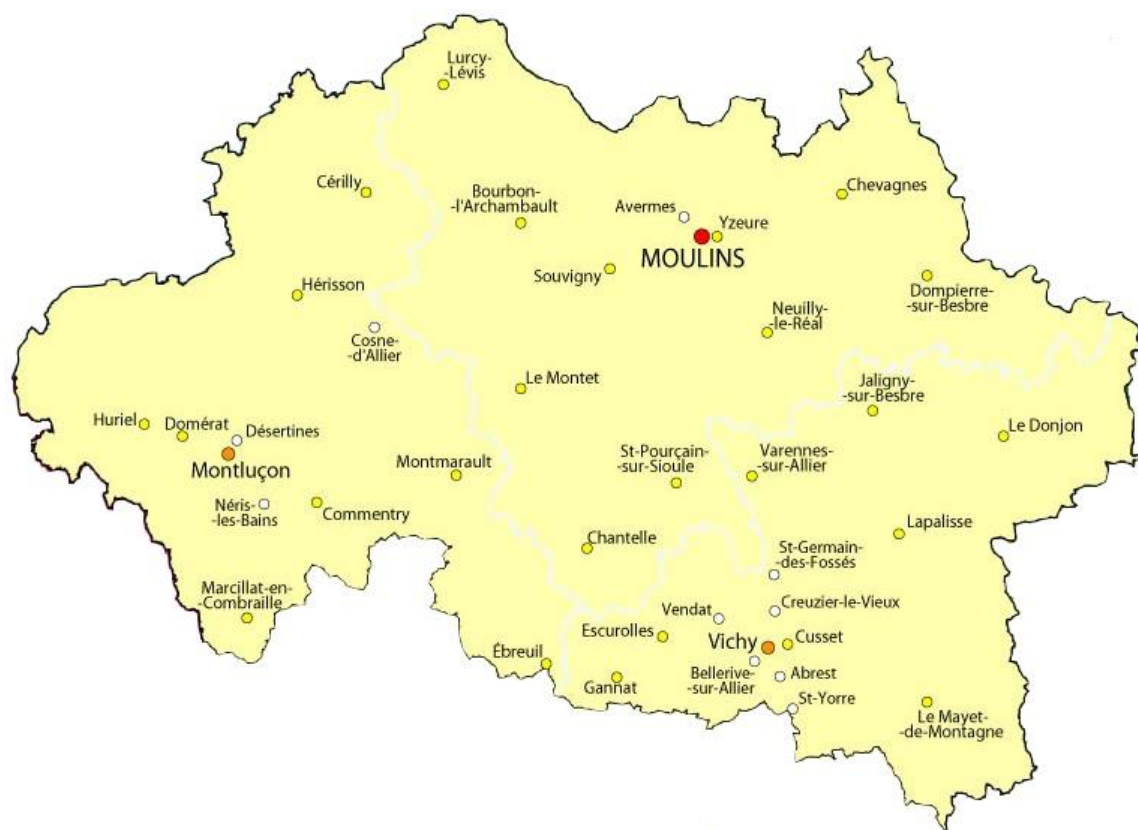 Lurcy-
-Lévis
Cérilly
Bourbon-
-l'Archambault
Avermes
Chevagnes
Yzeure
MOULINS
Souvigny
Hérisson
Dompierre-
-sur-Besbre
Neuilly-
-le-Réal
Cosne-
-d'Allier
Le Montet
Jaligny-
-sur-Besbre
Huriel
Domérat
Désertines
Le Donjon
Montluçon
Montmarault
St-Pourçain-
-sur-Sioule
Varennes-
-sur-Allier
Néris-
-les-Bains
Commentry
Lapalisse
Chantelle
St-Germain-
-des-Fossés
Marcillat-en-
-Combraille
Creuzier-le-Vieux
Vendat
Escurolles
Vichy
Cusset
Ébreuil
Gannat
Bellerive-
-sur-Allier
Abrest
St-Yorre
Le Mayet-
-de-Montagne